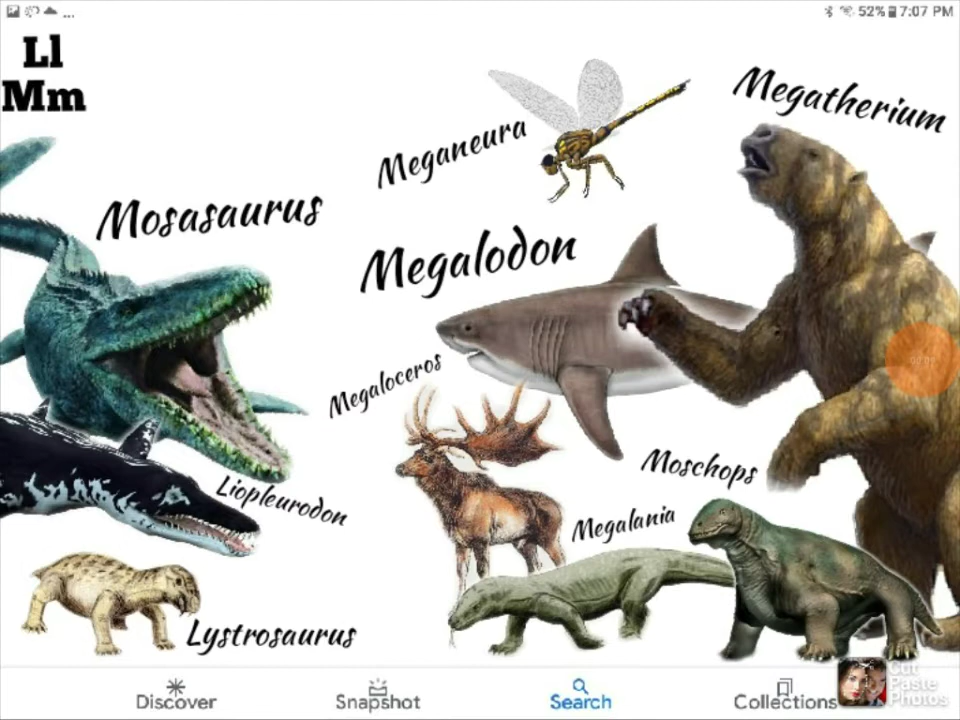 52% 7:07 PM
Ll
Mm
Megatherium
Meganeura
Mosasaurus
Megalodon
Megaloceros
Moschops
Liopleurodon
Megalania
Lystrosaurus
Discover
Snapshot
Search
Collections
Cut
Paste
Photos